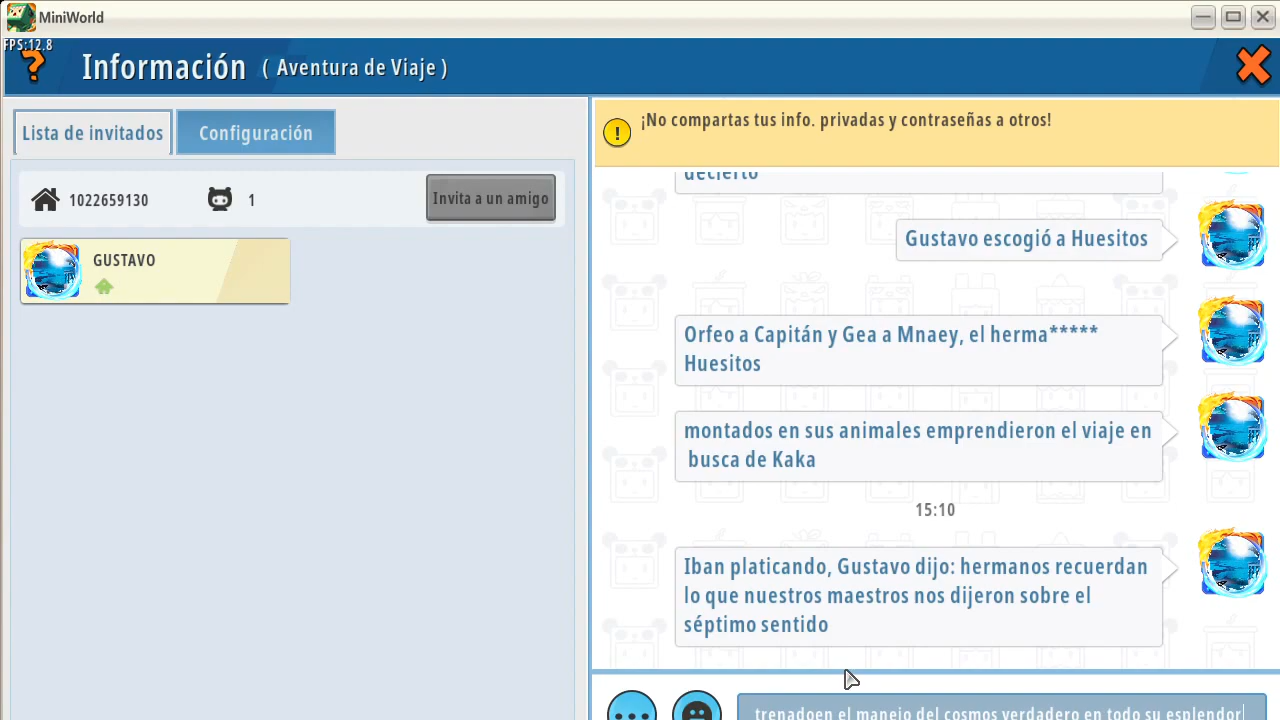 MiniWorld
FPS:12.8
Información ( Aventura de Viaje )
Lista de invitados
Configuración
1022659130
1
Invita a un amigo
GUSTAVO
¡No compartas tus info. privadas y contraseñas a otros!
decierto
Gustavo escogió a Huesitos
Orfeo a Capitán y Gea a Mnaey, el herma*****
Huesitos
montados en sus animales emprendieron el viaje en
busca de Kaka
15:10
Iban platicando, Gustavo dijo: hermanos recuerdan
lo que nuestros maestros nos dijeron sobre el
séptimo sentido
trenadoen el manejo del cosmos verdadero en todo su esplendor